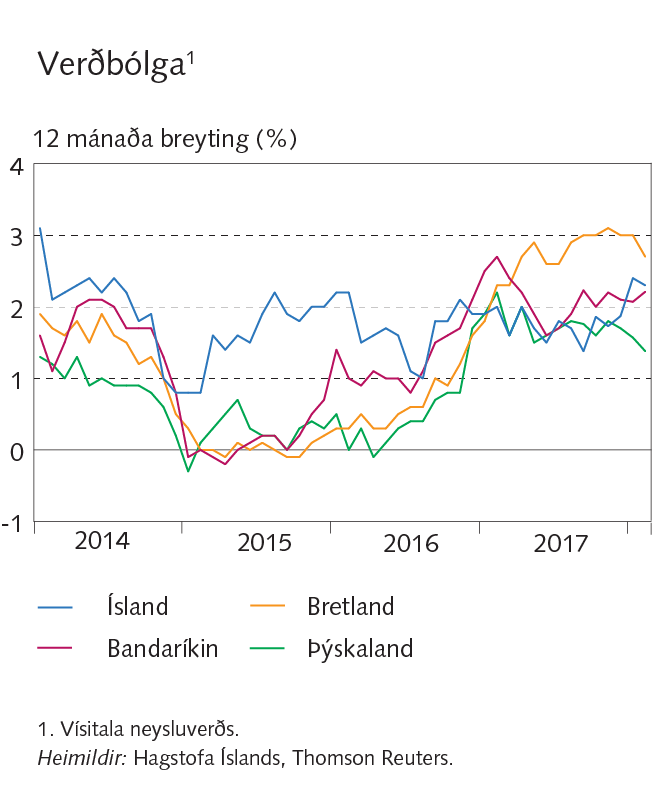 Verðbólga¹
12 mánaða breyting (%)
4
3
2
1
0
-1
2014 2015 2016 2017
Ísland Bretland
Bandaríkin Þýskaland
1. Vísitala neysluverðs.
Heimildir: Hagstofa Íslands, Thomson Reuters.